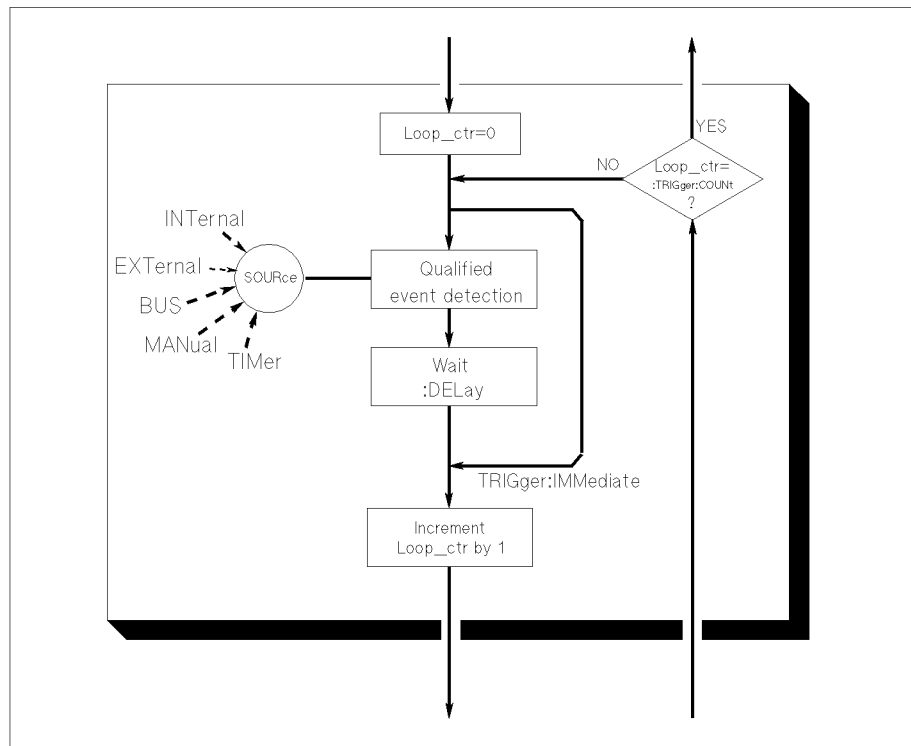 Loop_ctr=0
YES
NO
Loop_ctr=
:TRIGger:COUNt
?
INTernal
EXTernal
BUS
MANual
TIMer
SOURce
Qualified
event detection
Wait
:DELay
TRIGger:IMMediate
Increment
Loop_ctr by 1